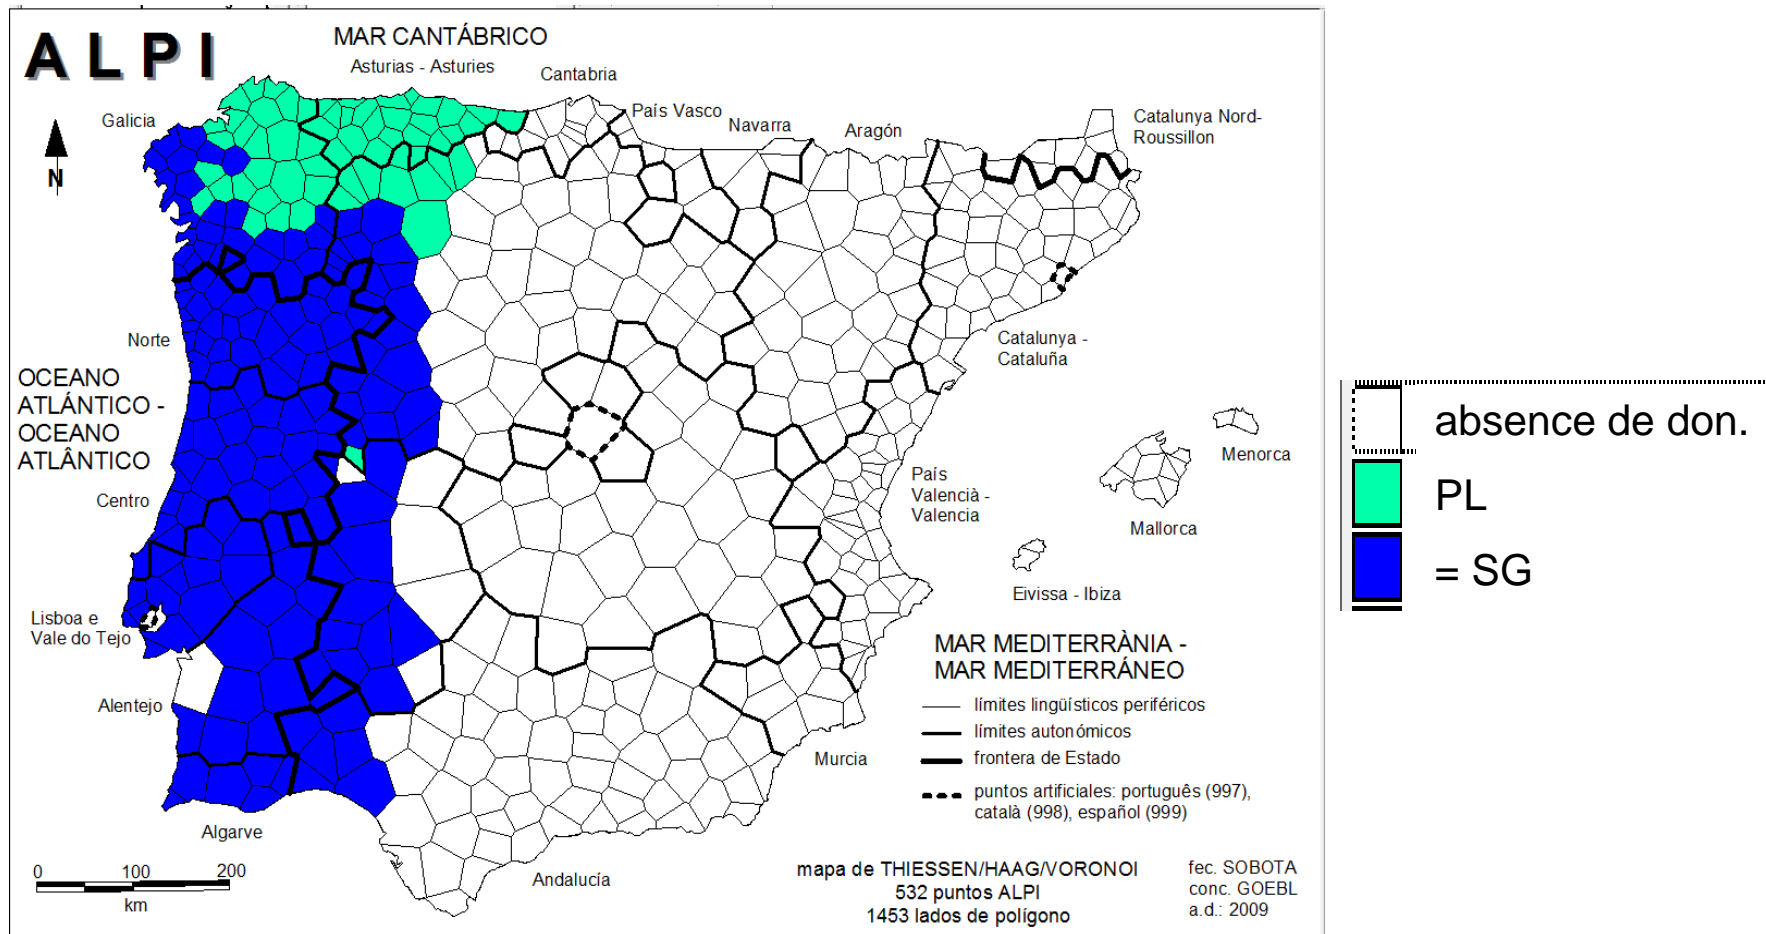 A L P I
MAR CANTÁBRICO
Asturias - Asturies
Cantabria
Galicia
País Vasco
Navarra
Aragón
Catalunya Nord-
Roussillon
N
Norte
Catalunya -
Cataluña
OCEANO
ATLÁNTICO -
OCEANO
ATLÂNTICO
absence de don.
Menorca
País
Valencià -
Valencia
PL
Centro
Mallorca
= SG
Eivissa - Ibiza
Lisboa e
Vale do Tejo
MAR MEDITERRÀNIA -
MAR MEDITERRÁNEO
Alentejo
límites lingüísticos periféricos
límites autonómicos
frontera de Estado
Murcia
puntos artificiales: português (997),
català (998), español (999)
Algarve
0 100 200
km
Andalucía
mapa de THIESSEN/HAAG/VORONOI
532 puntos ALPI
1453 lados de polígono
fec. SOBOTA
conc. GOEBL
a.d.: 2009